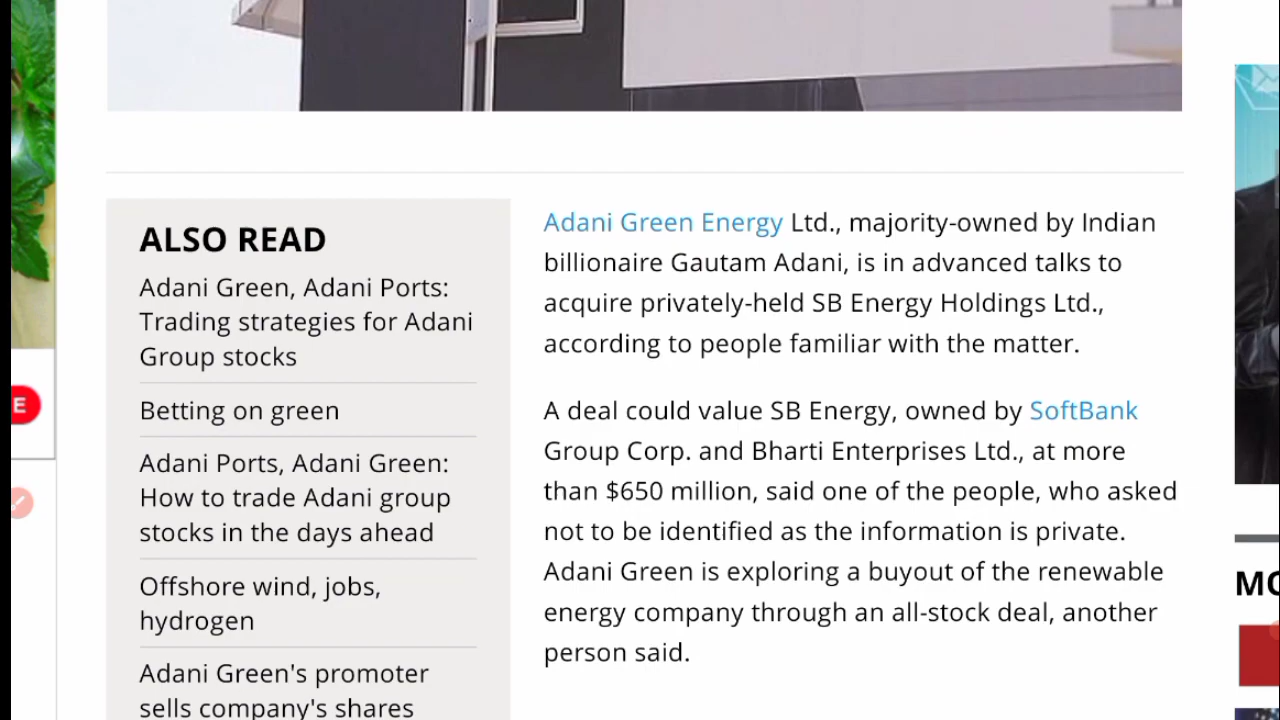 ALSO READ
Adani Green, Adani Ports:
Trading strategies for Adani
Group stocks
Betting on green
Adani Ports, Adani Green:
How to trade Adani group
stocks in the days ahead
Offshore wind, jobs,
hydrogen
Adani Green's promoter
sells company's shares
Adani Green Energy Ltd., majority-owned by Indian
billionaire Gautam Adani, is in advanced talks to
acquire privately-held SB Energy Holdings Ltd.,
according to people familiar with the matter.
A deal could value SB Energy, owned by SoftBank
Group Corp. and Bharti Enterprises Ltd., at more
than $650 million, said one of the people, who asked
not to be identified as the information is private.
Adani Green is exploring a buyout of the renewable
energy company through an all-stock deal, another
person said.
E